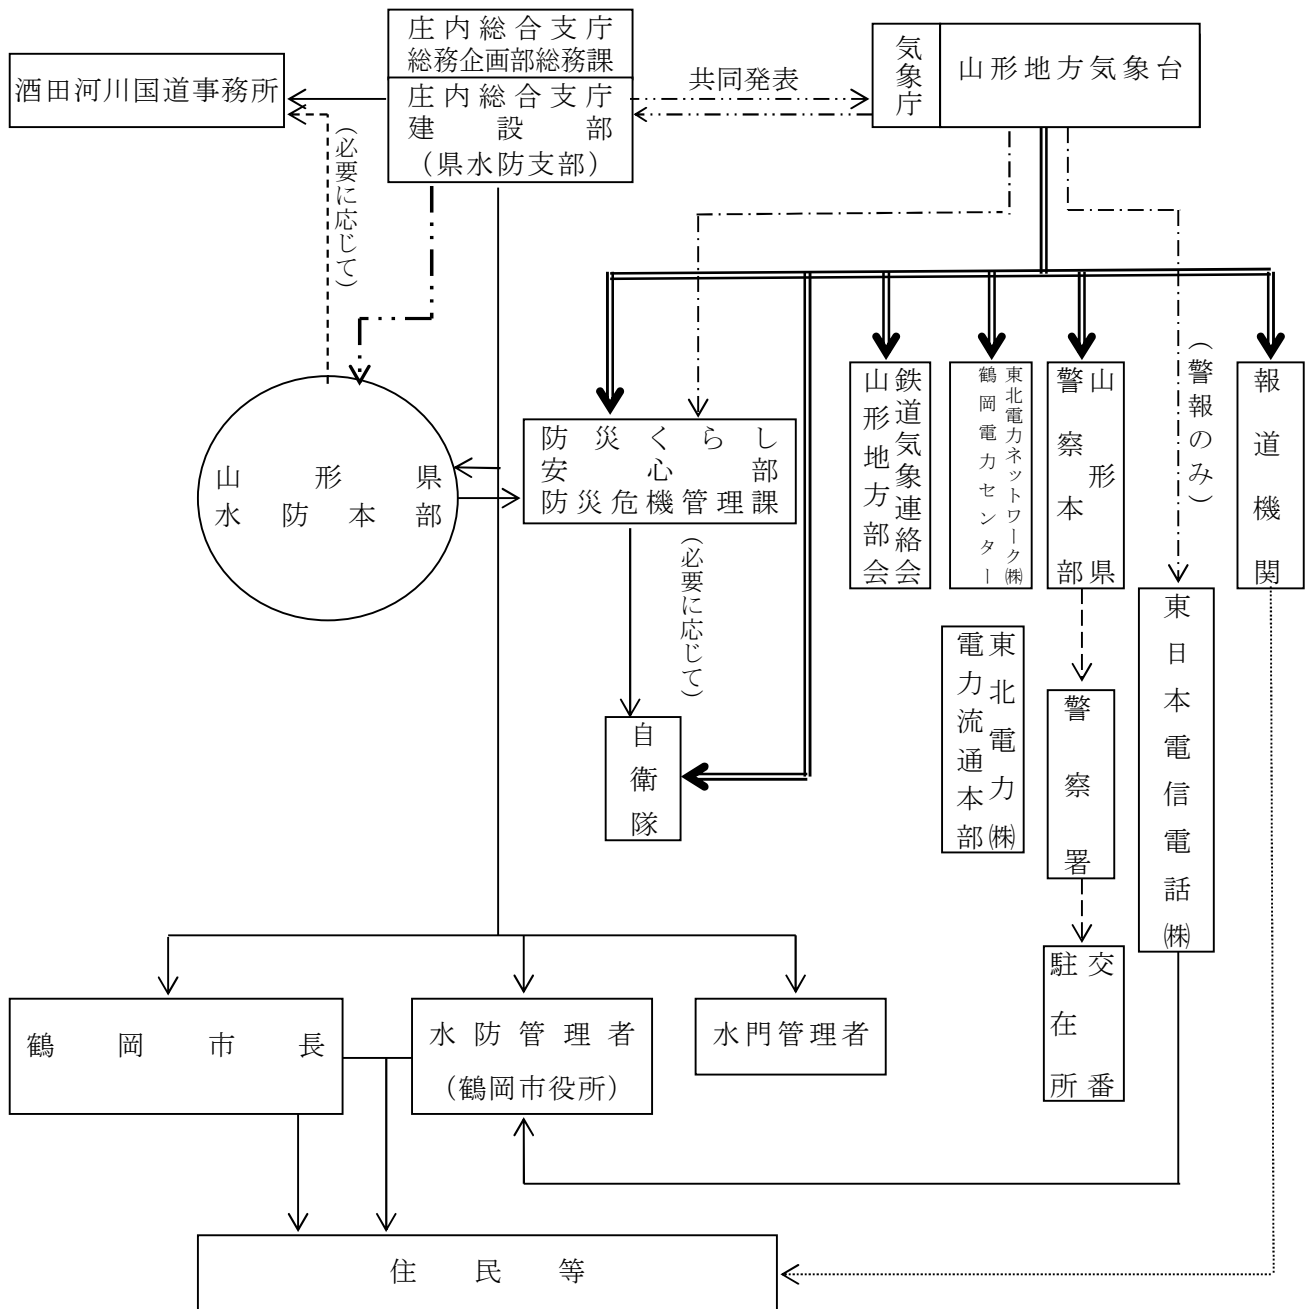 庄内総合支庁
総務企画部総務課
酒田河川国道事務所
庄内総合支庁
建設部
（県水防支部）
共同発表
気象庁
山形地方気象台
（必要に応じて）
山形県
水防本部
防災くらし
安心部
防災危機管理課
（必要に応じて）
自衛隊
鉄道気象連絡会
山形地方部会
東北電力ネットワーク㈱
鶴岡電力センター
山形県
警察本部
（警報のみ）
報道機関
東北電力㈱
電力流通本部
警察署
東日本電信電話㈱
交番
駐在所
鶴岡市長
水防管理者
（鶴岡市役所）
水門管理者
住民等